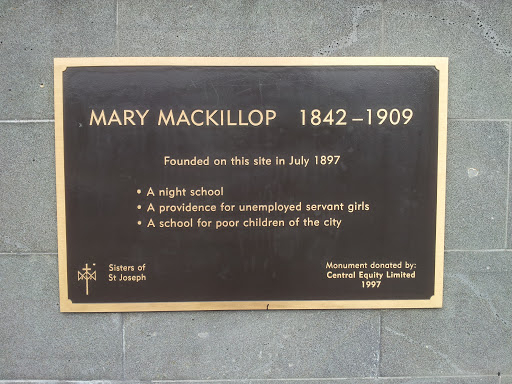 MARY MACKILLOP 1842–1909
Founded on this site in July 1897
• A night school
• A providence for unemployed servant girls
• A school for poor children of the city
Sisters of
St Joseph
Monument donated by:
Central Equity Limited
1997